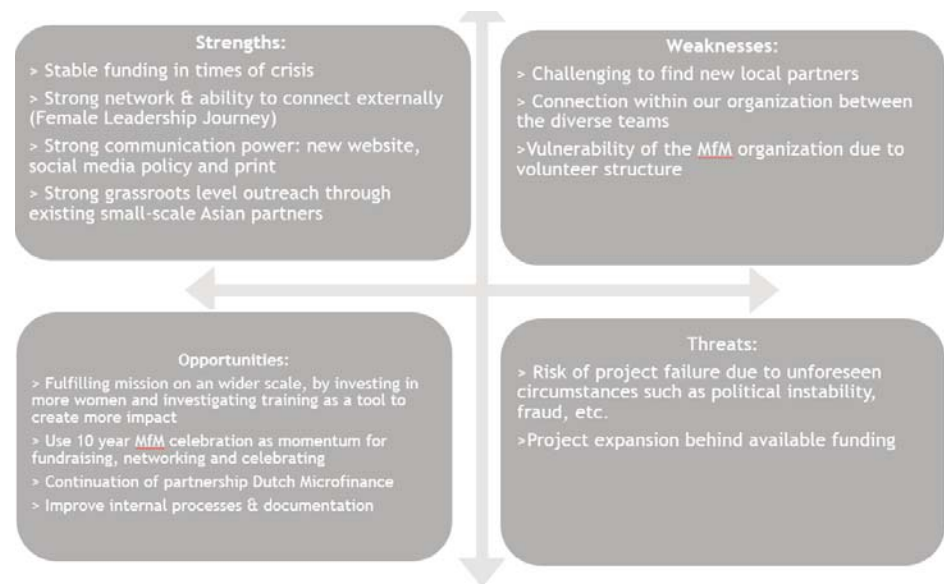 Strengths:
> Stable funding in times of crisis
> Strong network & ability to connect externally
(Female Leadership Journey)
> Strong communication power: new website,
social media policy and print
> Strong grassroots level outreach through
existing small-scale Asian partners
Weaknesses:
> Challenging to find new local partners
> Connection within our organization between
the diverse teams
>Vulnerability of the MfM organization due to
volunteer structure
Opportunities:
> Fulfilling mission on an wider scale, by investing in
more women and investigating training as a tool to
create more impact
> Use 10 year MfM celebration as momentum for
fundraising, networking and celebrating
> Continuation of partnership Dutch Microfinance
> Improve internal processes & documentation
Threats:
> Risk of project failure due to unforeseen
circumstances such as political instability,
fraud, etc.
>Project expansion behind available funding